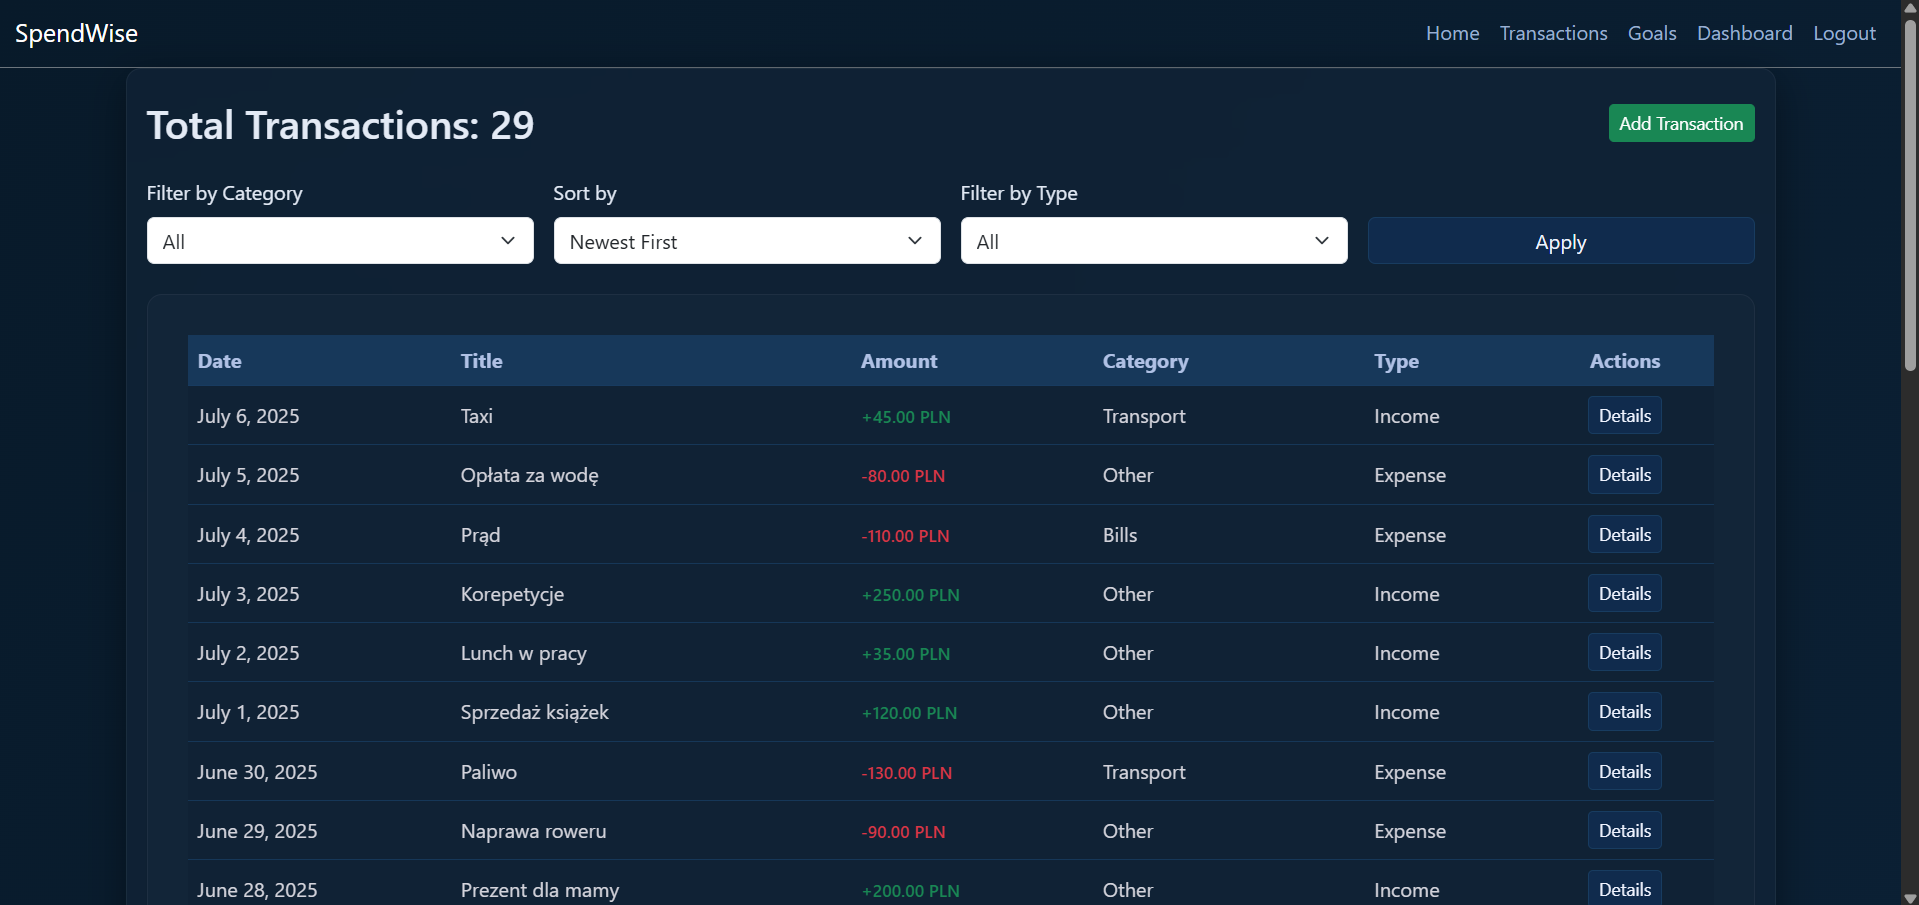 SpendWise Home Transactions Goals Dashboard Logout
Total Transactions: 29 Add Transaction
Filter by Category Sort by Filter by Type
All Newest First All Apply
Date Title Amount Category Type Actions
July 6, 2025 Taxi +45.00 PLN Transport Income Details
July 5, 2025 Opłata za wodę -80.00 PLN Other Expense Details
July 4, 2025 Prąd -110.00 PLN Bills Expense Details
July 3, 2025 Korepetycje +250.00 PLN Other Income Details
July 2, 2025 Lunch w pracy +35.00 PLN Other Income Details
July 1, 2025 Sprzedaż książek +120.00 PLN Other Income Details
June 30, 2025 Paliwo -130.00 PLN Transport Expense Details
June 29, 2025 Naprawa roweru -90.00 PLN Other Expense Details
June 28, 2025 Prezent dla mamy +200.00 PLN Other Income Details